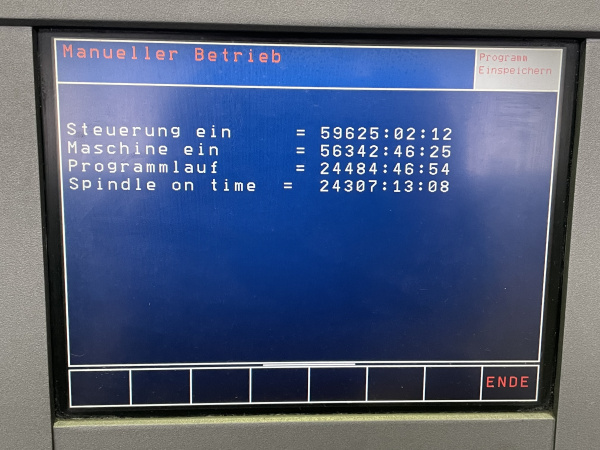 Manueller Betrieb
Programm
Einspeichern
Steuerung ein = 59625:02:12
Maschine ein = 56342:46:25
Programmlauf = 24484:46:54
Spindle on time = 24307:13:08
ENDE